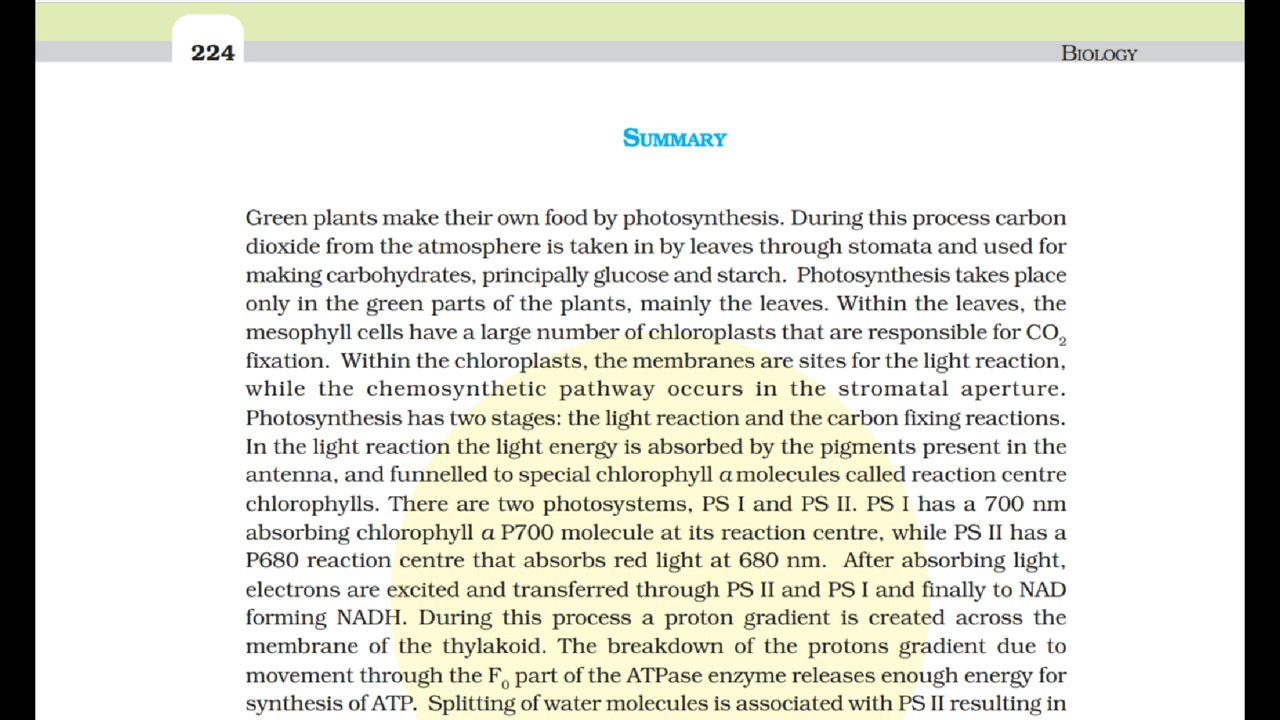 224
BIOLOGY
SUMMARY
Green plants make their own food by photosynthesis. During this process carbon
dioxide from the atmosphere is taken in by leaves through stomata and used for
making carbohydrates, principally glucose and starch. Photosynthesis takes place
only in the green parts of the plants, mainly the leaves. Within the leaves, the
mesophyll cells have a large number of chloroplasts that are responsible for CO₂
fixation. Within the chloroplasts, the membranes are sites for the light reaction,
while the chemosynthetic pathway occurs in the stromatal aperture.
Photosynthesis has two stages: the light reaction and the carbon fixing reactions.
In the light reaction the light energy is absorbed by the pigments present in the
antenna, and funnelled to special chlorophyll a molecules called reaction centre
chlorophylls. There are two photosystems, PS I and PS II. PS I has a 700 nm
absorbing chlorophyll a P700 molecule at its reaction centre, while PS II has a
P680 reaction centre that absorbs red light at 680 nm. After absorbing light,
electrons are excited and transferred through PS II and PS I and finally to NAD
forming NADH. During this process a proton gradient is created across the
membrane of the thylakoid. The breakdown of the protons gradient due to
movement through the F₀ part of the ATPase enzyme releases enough energy for
synthesis of ATP. Splitting of water molecules is associated with PS II resulting in